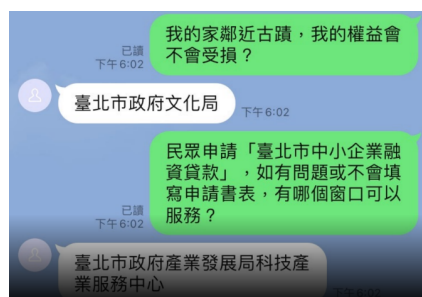 我的家鄰近古蹟，我的權益會
不會受損？
已讀
下午6:02
臺北市政府文化局
下午6:02
民眾申請「臺北市中小企業融
資貸款」，如有問題或不會填
寫申請書表，有哪個窗口可以
服務？
已讀
下午6:02
臺北市政府產業發展局科技產
業服務中心
下午6:02